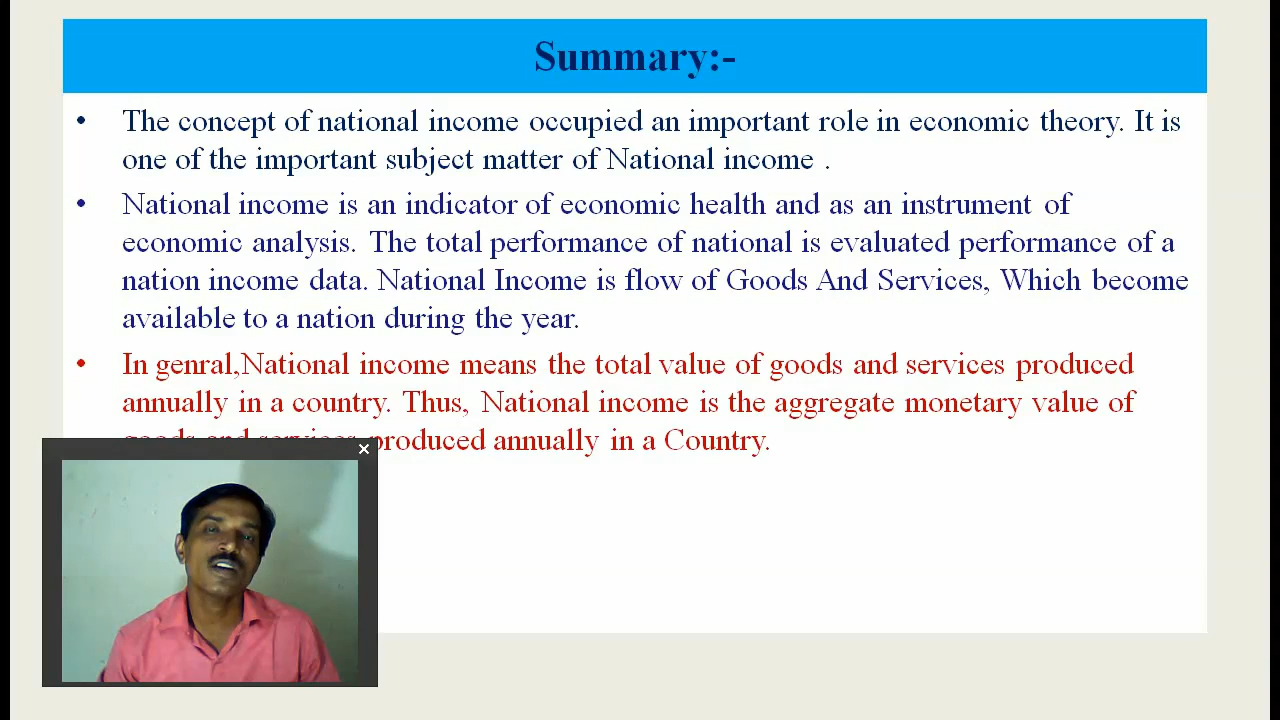 Summary:-
• The concept of national income occupied an important role in economic theory. It is
one of the important subject matter of National income .
• National income is an indicator of economic health and as an instrument of
economic analysis. The total performance of national is evaluated performance of a
nation income data. National Income is flow of Goods And Services, Which become
available to a nation during the year.
• In genral,National income means the total value of goods and services produced
annually in a country. Thus, National income is the aggregate monetary value of
goods and services produced annually in a Country.